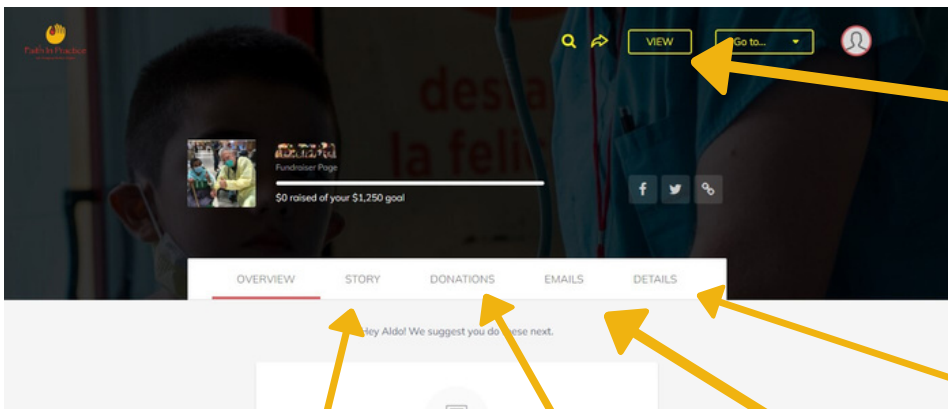 Faith In Practice
VIEW
Go to...
desta
la feli
Fundraiser Page
$0 raised of your $1,250 goal
OVERVIEW
STORY
DONATIONS
EMAILS
DETAILS
Hey Aldo! We suggest you do these next.